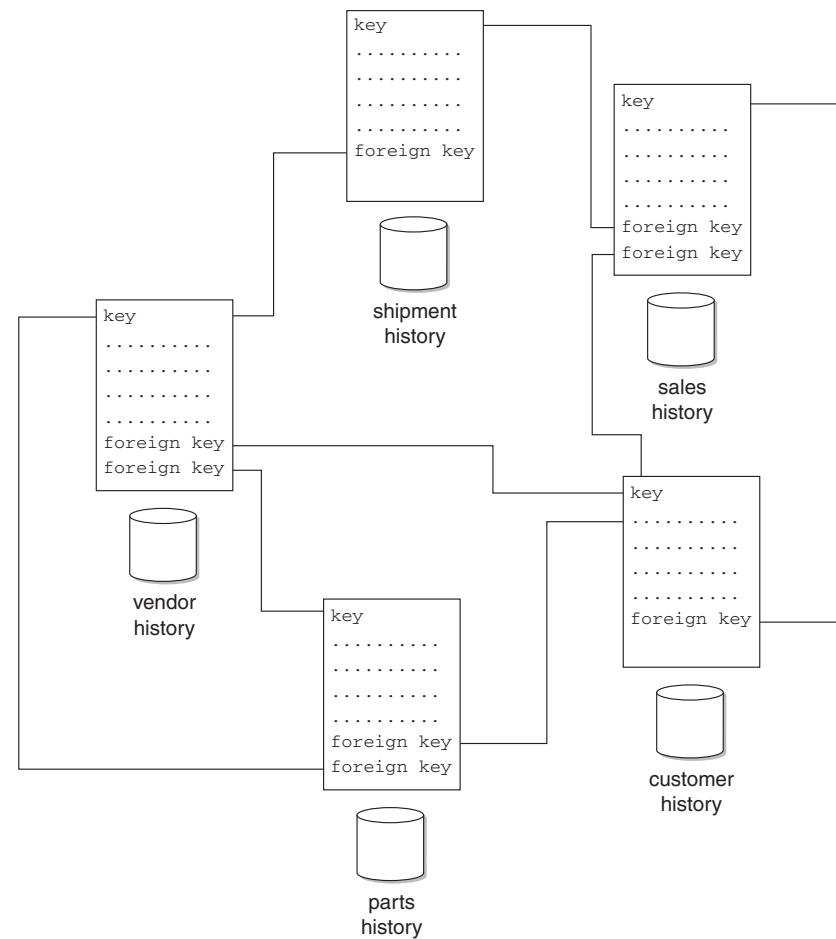 key
..........
..........
..........
..........
foreign key
shipment
history
key
..........
..........
..........
..........
foreign key
foreign key
sales
history
key
..........
..........
..........
..........
foreign key
foreign key
vendor
history
key
..........
..........
..........
..........
foreign key
customer
history
key
..........
..........
..........
..........
foreign key
foreign key
parts
history